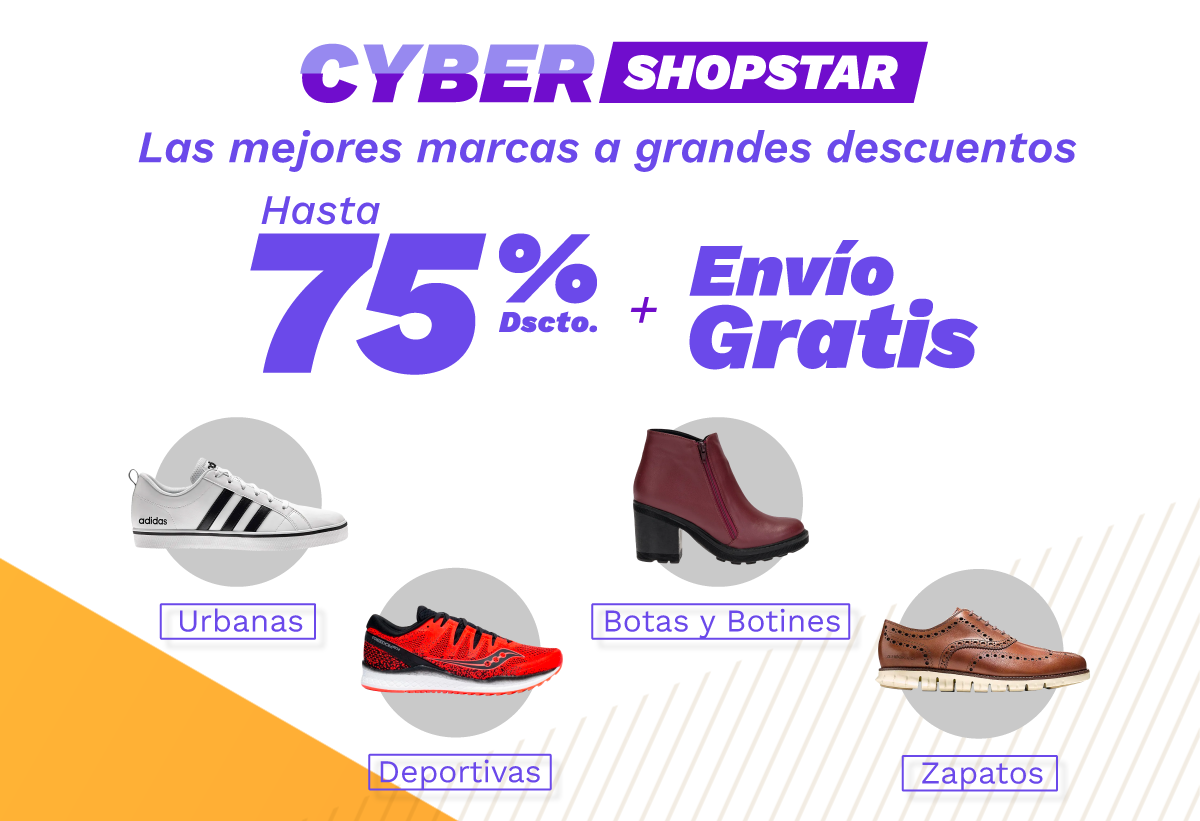 CYBER SHOPSTAR
Las mejores marcas a grandes descuentos
Hasta
75% Dscto. + Envío Gratis
adidas
Urbanas
Botas y Botines
Deportivas
Zapatos